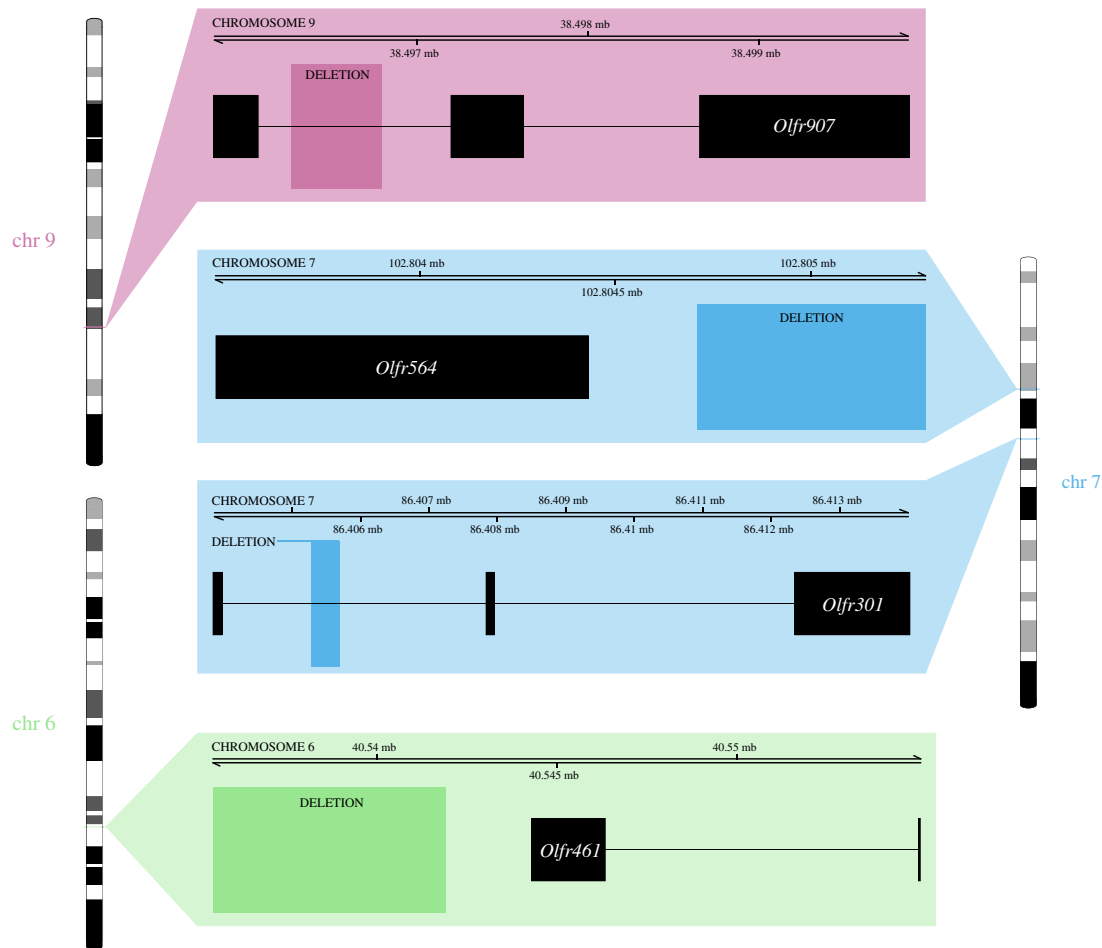 CHROMOSOME 9
38.498 mb
38.497 mb
38.499 mb
DELETION
Olfr907
chr 9
CHROMOSOME 7
102.804 mb
102.805 mb
102.8045 mb
DELETION
Olfr564
CHROMOSOME 7
86.407 mb
86.409 mb
86.411 mb
86.413 mb
86.406 mb
86.408 mb
86.41 mb
86.412 mb
DELETION
Olfr301
chr 7
chr 6
CHROMOSOME 6
40.54 mb
40.55 mb
40.545 mb
DELETION
Olfr461